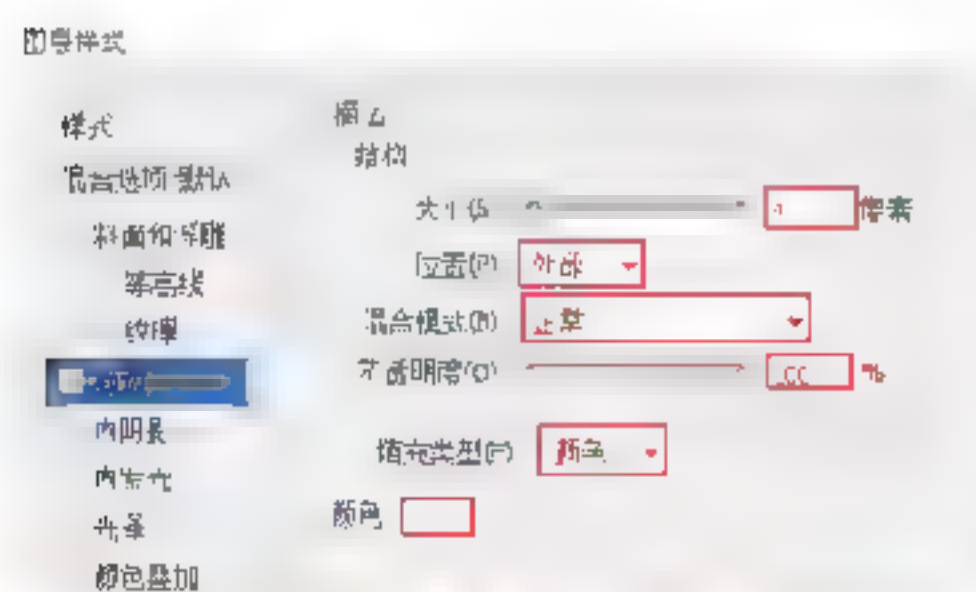 图层样式
样式
混合选项:默认
斜面和浮雕
等高线
纹理
内阴影
内发光
光泽
颜色叠加
描边
结构
大小(S) 像素
位置(P) 外部
混合模式(B) 正常
不透明度(O) %
填充类型(F) 颜色
颜色